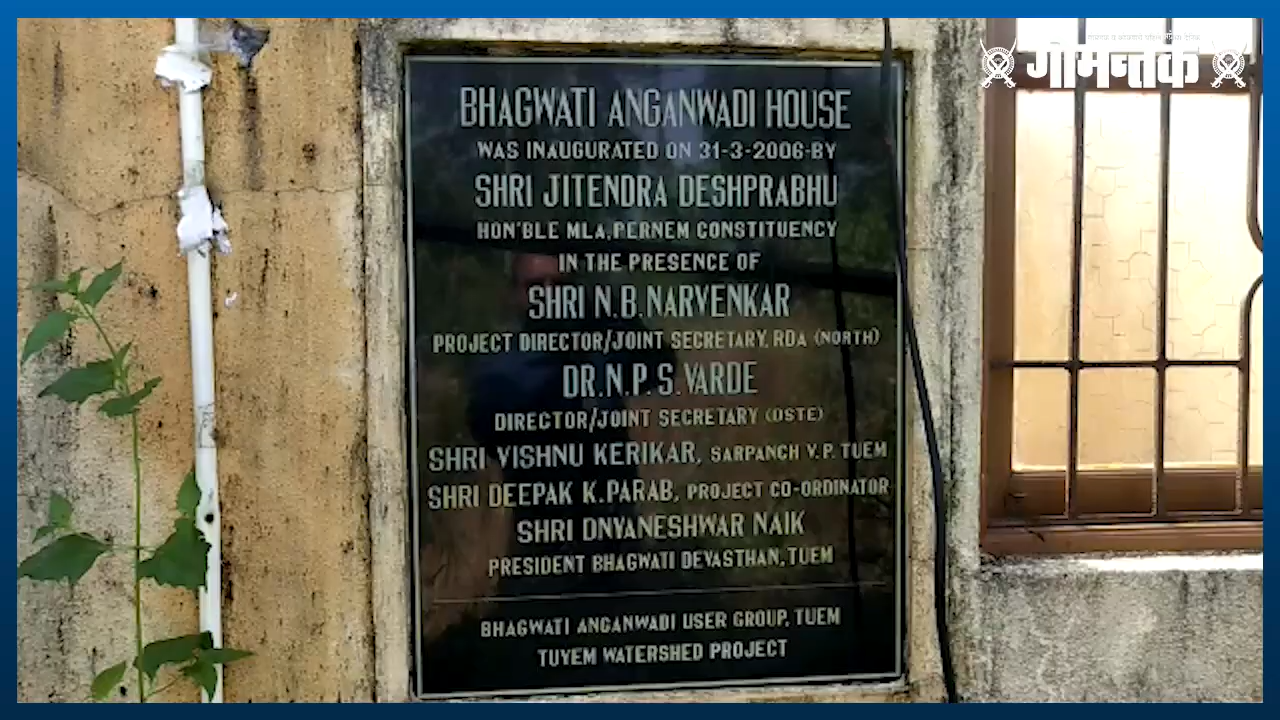 गोमन्तक
BHAGWATI ANGANWADI HOUSE
WAS INAUGURATED ON 31-3-2006-BY
SHRI JITENDRA DESHPRABHU
HON'BLE MLA, PERNEM CONSTITUENCY
IN THE PRESENCE OF
SHRI N.B.NARVENKAR
PROJECT DIRECTOR/JOINT SECRETARY, RDA (NORTH)
DR.N.P.S.VARDE
DIRECTOR/JOINT SECRETARY (DSTE)
SHRI VISHNU KERIKAR, SARPANCH V.P. TUEM
SHRI DEEPAK K.PARAB, PROJECT CO-ORDINATOR
SHRI DNYANESHWAR NAIK
PRESIDENT BHAGWATI DEVASTHAN, TUEM
BHAGWATI ANGANWADI USER GROUP, TUEM
TUYEM WATERSHED PROJECT